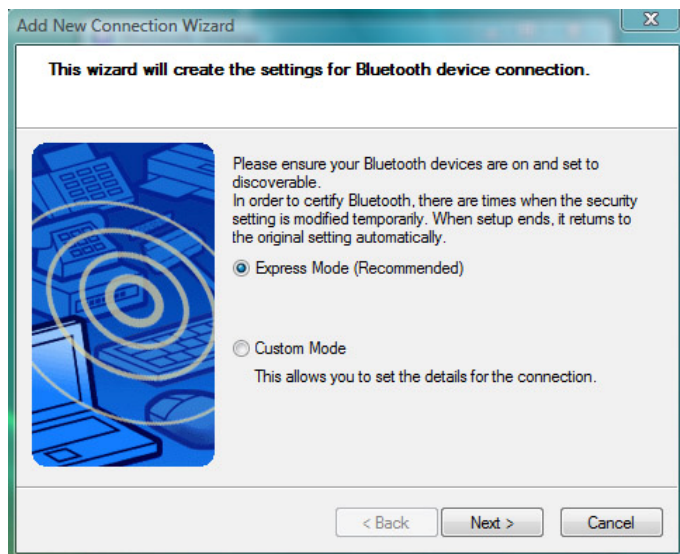 Add New Connection Wizard
This wizard will create the settings for Bluetooth device connection.
Please ensure your Bluetooth devices are on and set to
discoverable.
In order to certify Bluetooth, there are times when the security
setting is modified temporarily. When setup ends, it returns to
the original setting automatically.
Express Mode (Recommended)
Custom Mode
This allows you to set the details for the connection.
< Back Next > Cancel